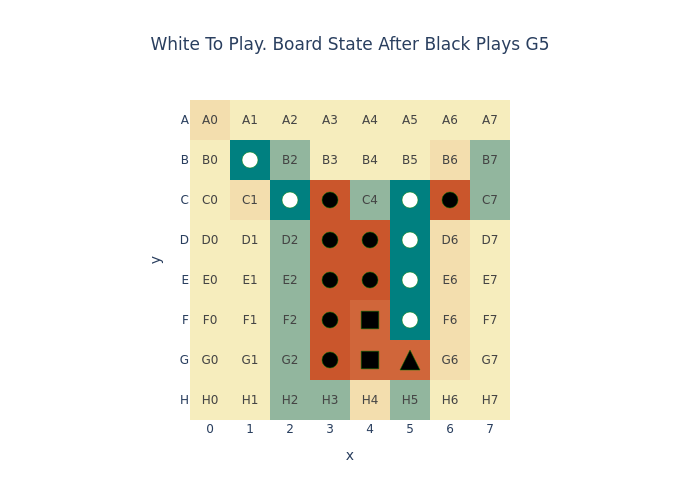 White To Play. Board State After Black Plays G5
A A0 A1 A2 A3 A4 A5 A6 A7
B B0 B2 B3 B4 B5 B6 B7
C C0 C1 C4 C7
D D0 D1 D2 D6 D7
E E0 E1 E2 E6 E7
F F0 F1 F2 F6 F7
G G0 G1 G2 G6 G7
H H0 H1 H2 H3 H4 H5 H6 H7
0 1 2 3 4 5 6 7
x
y